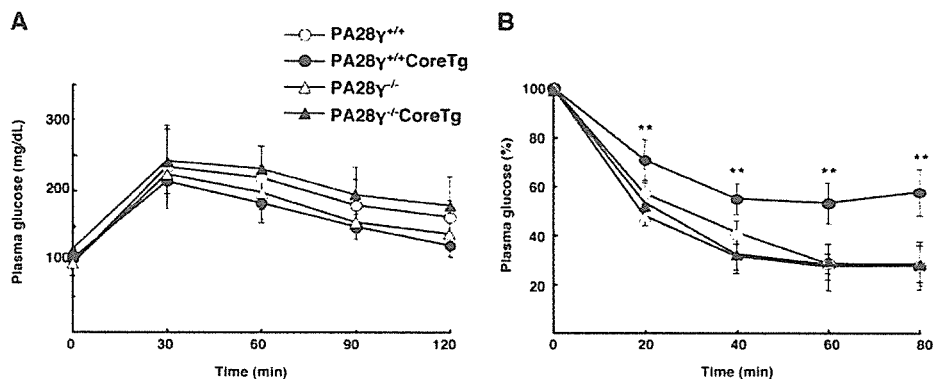 A
PA28γ+/+
PA28γ+/+CoreTg
PA28γ-/-
PA28γ-/-CoreTg
Plasma glucose (mg/dL)
300
200
100
0
30
60
90
120
Time (min)
B
Plasma glucose (%)
100
80
60
40
20
**
**
**
**
0
20
40
60
80
Time (min)